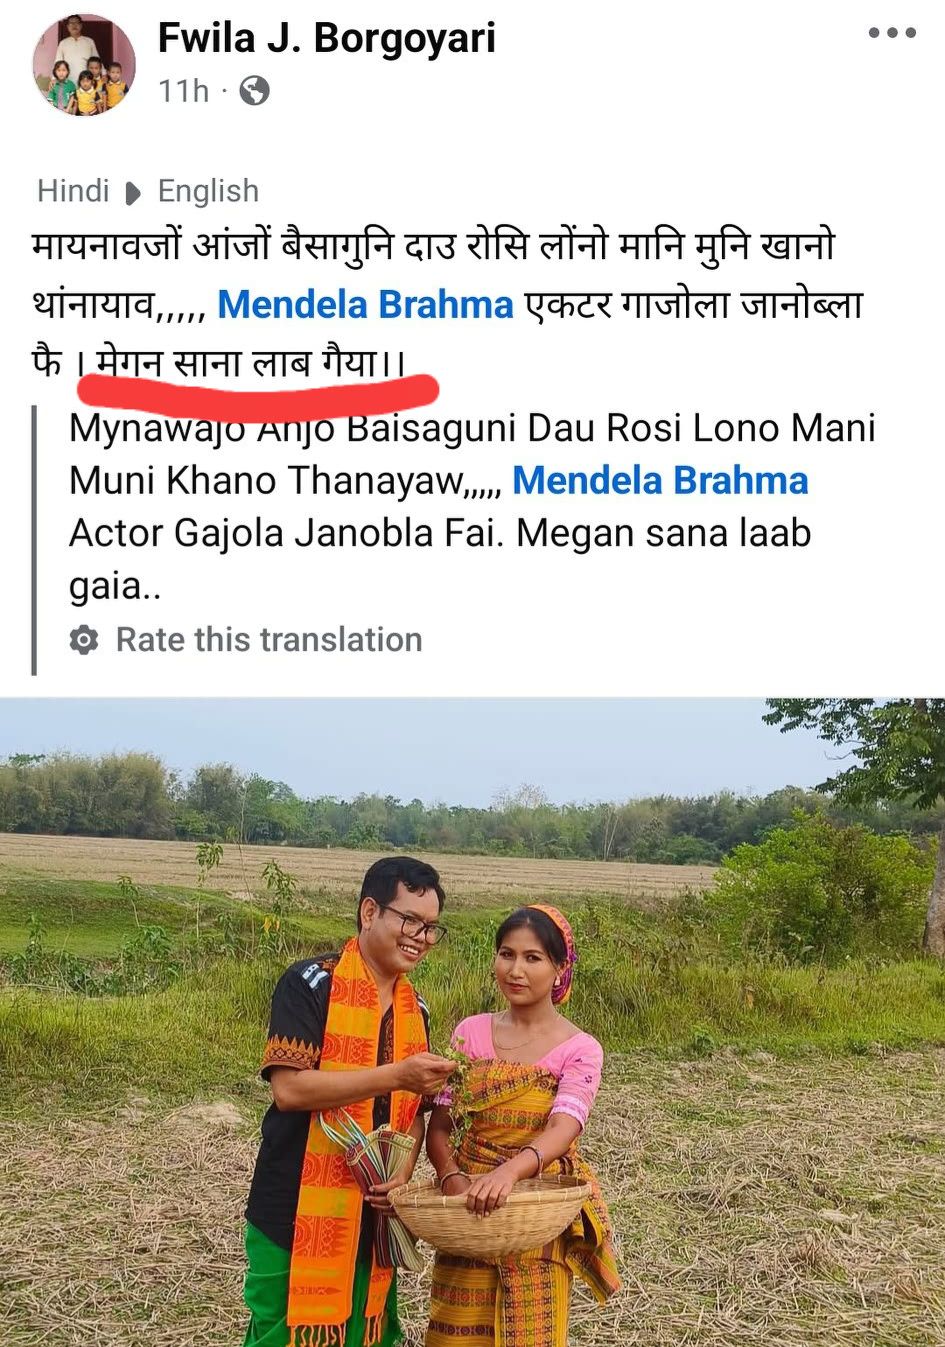 Fwila J. Borgoyari
11h ·
Hindi ▶ English
मायनावजों आंजों बैसागुनि दाउ रोसि लोंनो मानि मुनि खानो
थांनायाव,,,,, Mendela Brahma एकटर गाजोला जानोब्ला
फै । मेगन साना लाब गैया।।
Mynawajo Anjo Baisaguni Dau Rosi Lono Mani
Muni Khano Thanayaw,,,,, Mendela Brahma
Actor Gajola Janobla Fai. Megan sana laab
gaia..
Rate this translation